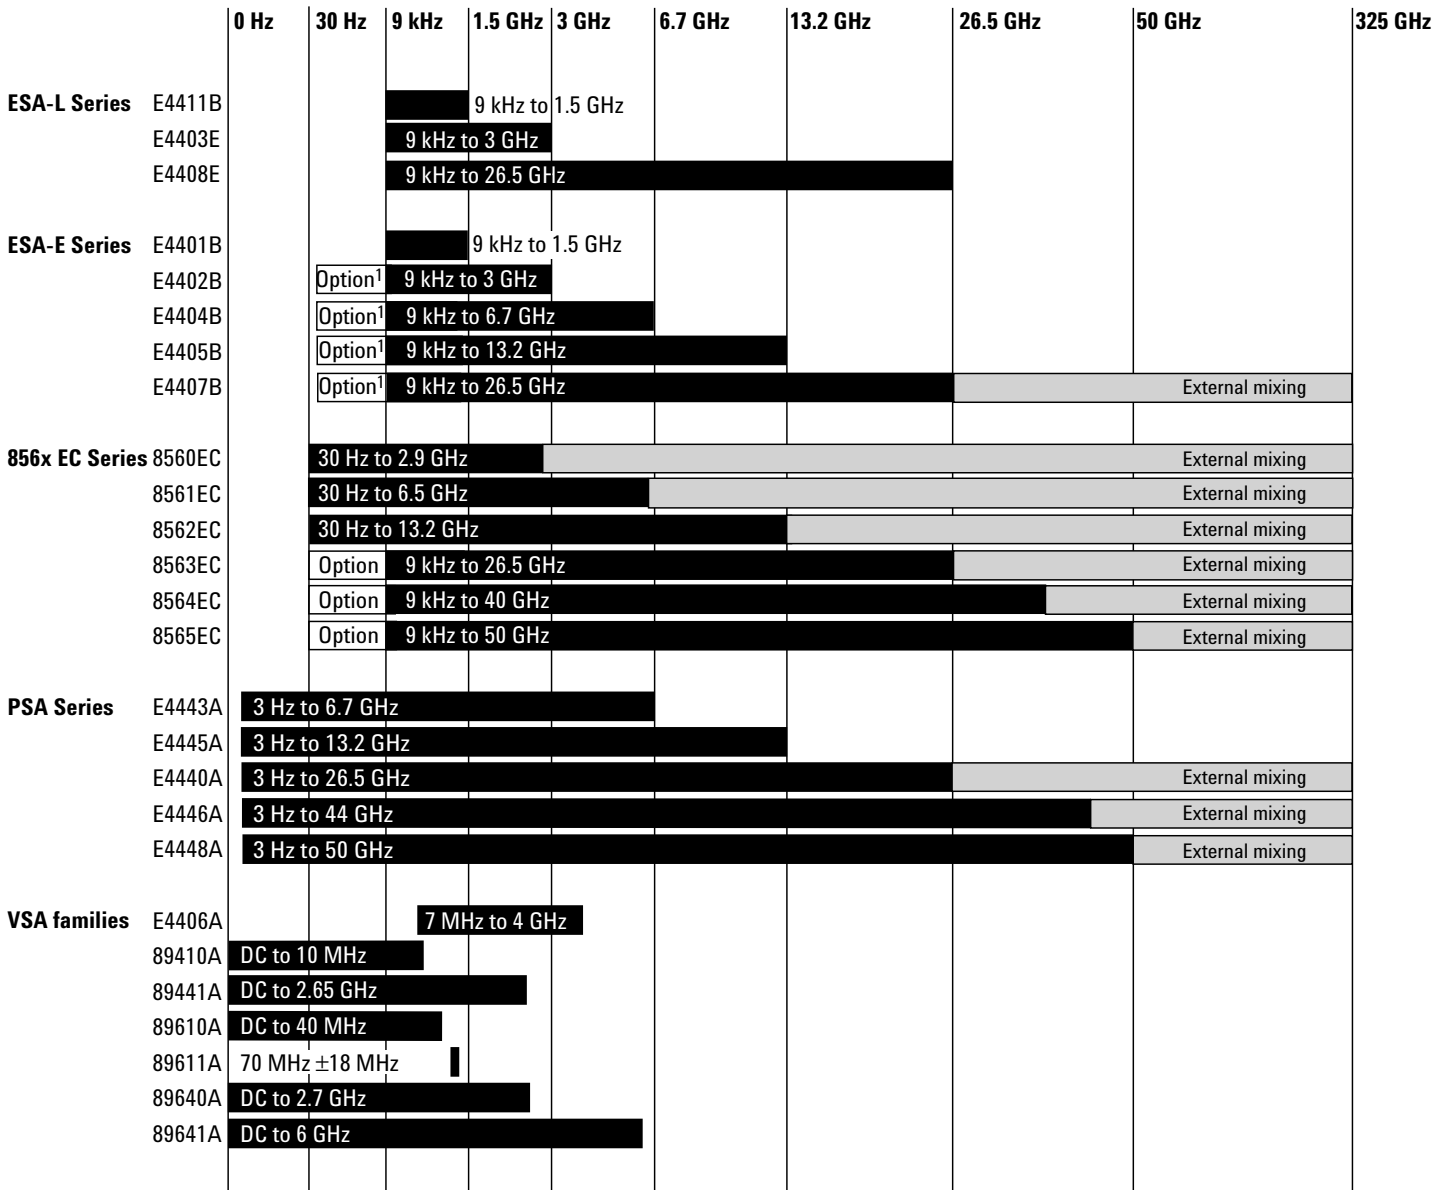 0 Hz 30 Hz 9 kHz 1.5 GHz 3 GHz 6.7 GHz 13.2 GHz 26.5 GHz 50 GHz 325 GHz
ESA-L Series E4411B 9 kHz to 1.5 GHz
E4403E 9 kHz to 3 GHz
E4408E 9 kHz to 26.5 GHz
ESA-E Series E4401B 9 kHz to 1.5 GHz
E4402B Option¹ 9 kHz to 3 GHz
E4404B Option¹ 9 kHz to 6.7 GHz
E4405B Option¹ 9 kHz to 13.2 GHz
E4407B Option¹ 9 kHz to 26.5 GHz External mixing
856x EC Series 8560EC 30 Hz to 2.9 GHz External mixing
8561EC 30 Hz to 6.5 GHz External mixing
8562EC 30 Hz to 13.2 GHz External mixing
8563EC Option 9 kHz to 26.5 GHz External mixing
8564EC Option 9 kHz to 40 GHz External mixing
8565EC Option 9 kHz to 50 GHz External mixing
PSA Series E4443A 3 Hz to 6.7 GHz
E4445A 3 Hz to 13.2 GHz
E4440A 3 Hz to 26.5 GHz External mixing
E4446A 3 Hz to 44 GHz External mixing
E4448A 3 Hz to 50 GHz External mixing
VSA families E4406A 7 MHz to 4 GHz
89410A DC to 10 MHz
89441A DC to 2.65 GHz
89610A DC to 40 MHz
89611A 70 MHz ±18 MHz
89640A DC to 2.7 GHz
89641A DC to 6 GHz